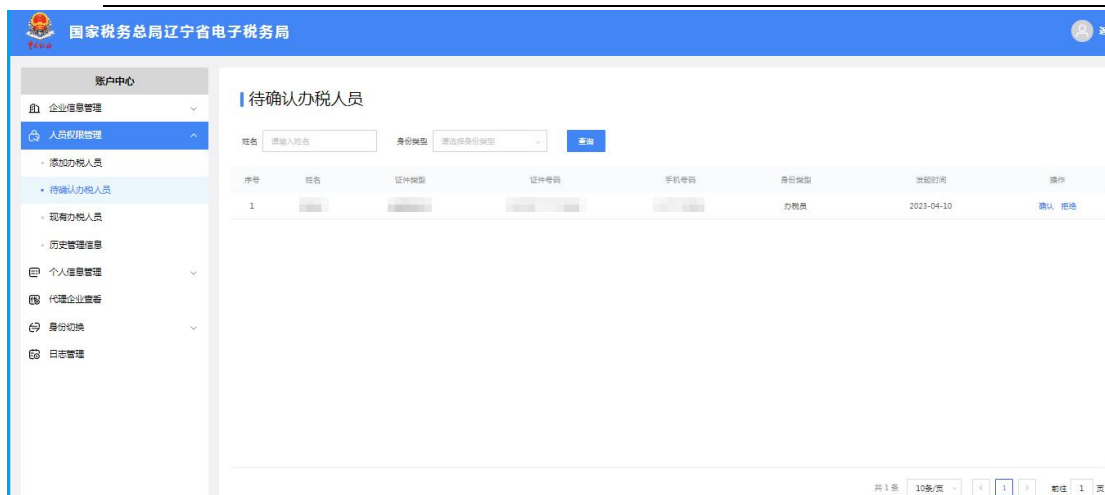 国家税务总局辽宁省电子税务局
账户中心
企业信息管理
人员权限管理
添加办税人员
待确认办税人员
现有办税人员
历史管理信息
个人信息管理
代理企业查看
身份切换
日志管理
待确认办税人员
姓名 请输入姓名 身份类型 请选择身份类型 查询
序号 姓名 证件类型 证件号码 手机号码 身份类型 发起时间 操作
1 办税员 2023-04-10 确认 拒绝
共1条 10条/页 1 前往 1 页